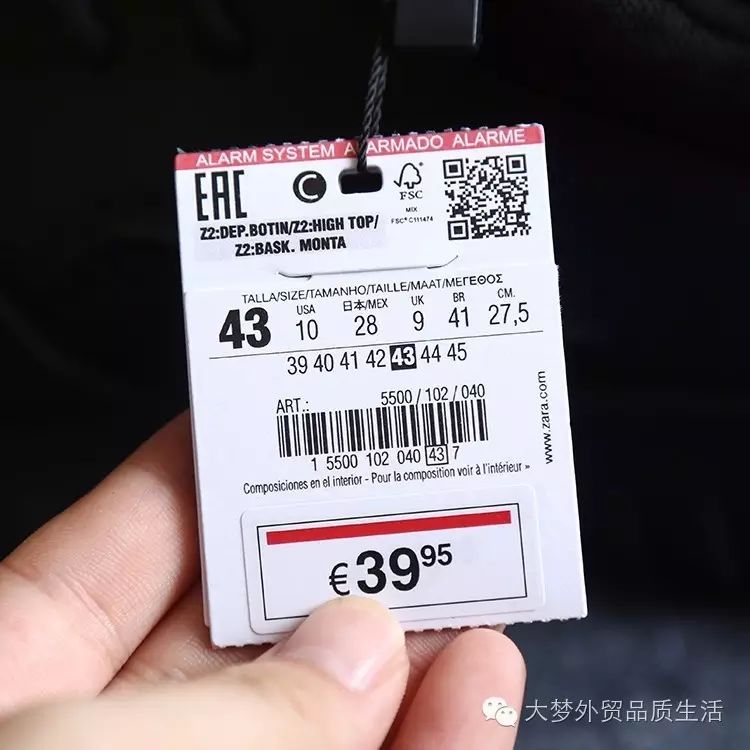 ALARM SYSTEM ALARMADO ALARME
EAC
C
FSC
MIX
FSC® C111474
Z2:DEP.BOTIN/Z2:HIGH TOP/
Z2:BASK. MONTA
TALLA/SIZE/TAMANHO/TAILLE/MAAT/ΜΕΓΕΘΟΣ
43
USA 日本/MEX UK BR CM.
10 28 9 41 27,5
39 40 41 42 43 44 45
ART.: 5500 / 102 / 040
1 5500 102 040 43 7
Composiciones en el interior - Pour la composition voir à l'intérieur »
www.zara.com
€ 39 95
大梦外贸品质生活